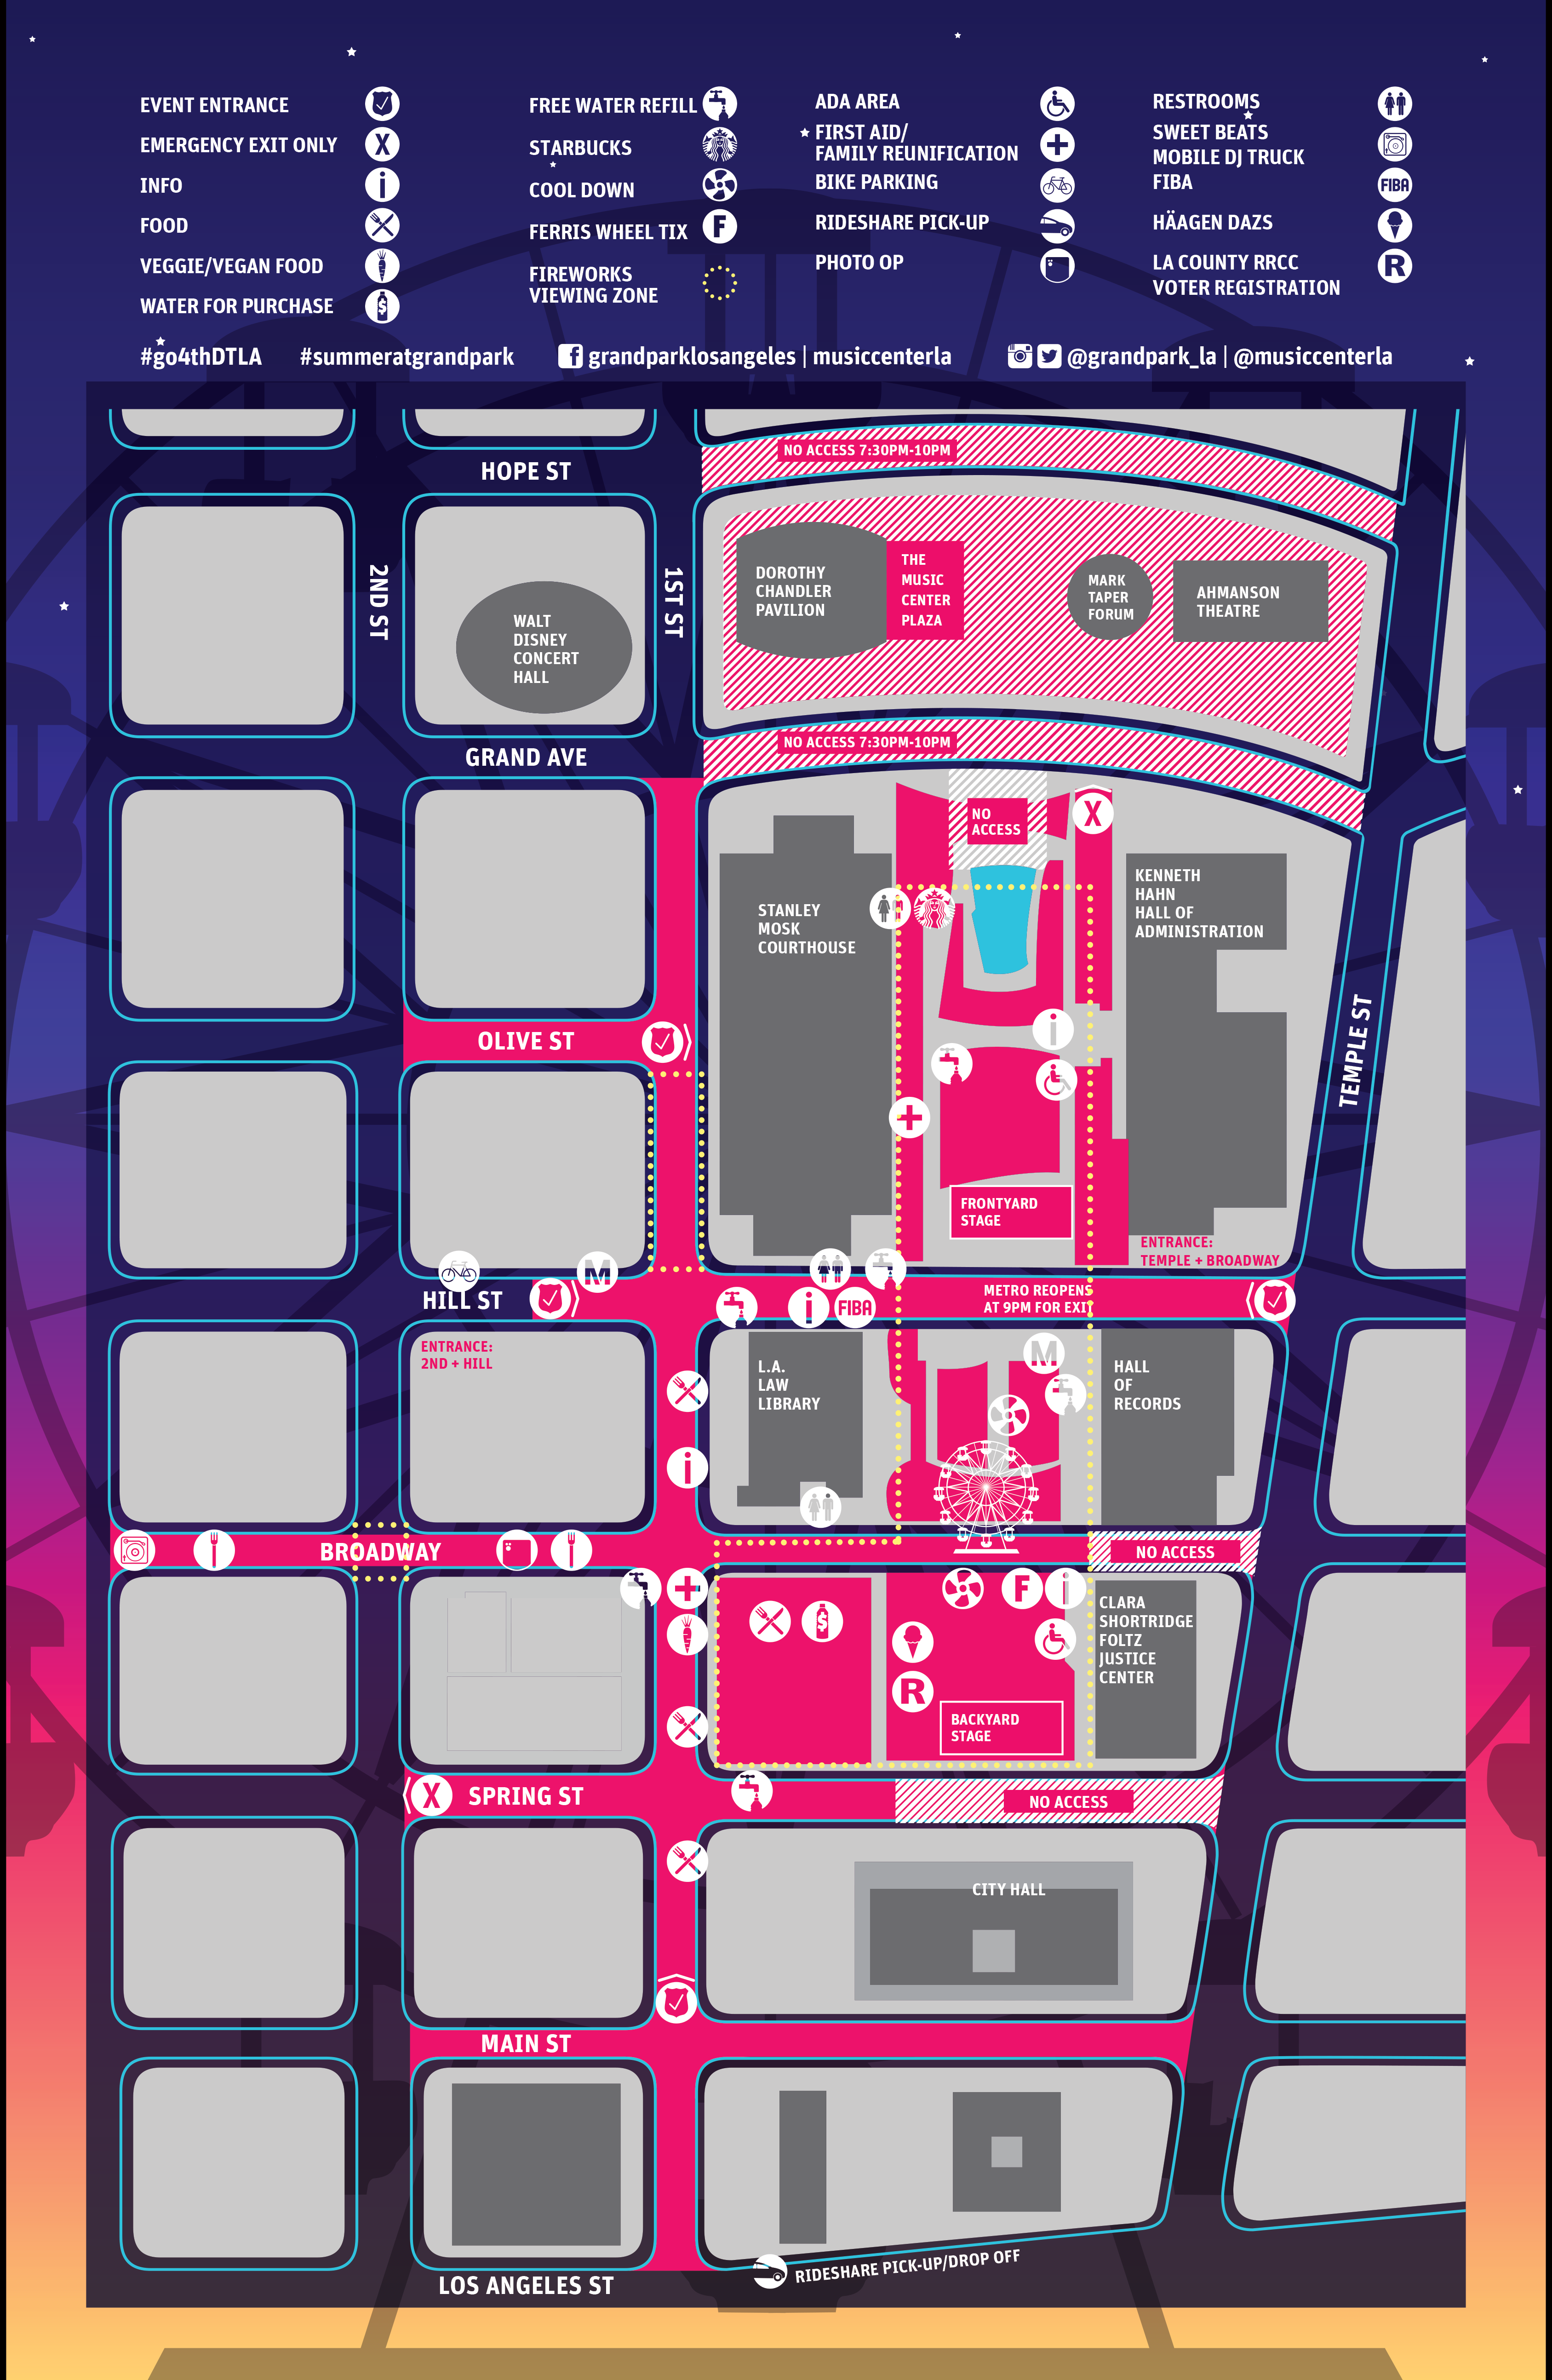 EVENT ENTRANCE
EMERGENCY EXIT ONLY
X
INFO
i
FOOD
VEGGIE/VEGAN FOOD
WATER FOR PURCHASE
$
FREE WATER REFILL
STARBUCKS
COOL DOWN
FERRIS WHEEL TIX
F
FIREWORKS
VIEWING ZONE
ADA AREA
FIRST AID/
FAMILY REUNIFICATION
BIKE PARKING
RIDESHARE PICK-UP
PHOTO OP
RESTROOMS
SWEET BEATS
MOBILE DJ TRUCK
FIBA
FIBA
HÄAGEN DAZS
LA COUNTY RRCC
VOTER REGISTRATION
R
#go4thDTLA
#summeratgrandpark
f grandparklosangeles | musiccenterla
@grandpark_la | @musiccenterla
NO ACCESS 7:30PM-10PM
HOPE ST
2ND ST
1ST ST
WALT
DISNEY
CONCERT
HALL
DOROTHY
CHANDLER
PAVILION
THE
MUSIC
CENTER
PLAZA
MARK
TAPER
FORUM
AHMANSON
THEATRE
GRAND AVE
NO ACCESS 7:30PM-10PM
NO
ACCESS
X
STANLEY
MOSK
COURTHOUSE
KENNETH
HAHN
HALL OF
ADMINISTRATION
TEMPLE ST
OLIVE ST
i
FRONTYARD
STAGE
ENTRANCE:
TEMPLE + BROADWAY
M
HILL ST
i
FIBA
METRO REOPENS
AT 9PM FOR EXIT
ENTRANCE:
2ND + HILL
L.A.
LAW
LIBRARY
M
HALL
OF
RECORDS
i
BROADWAY
NO ACCESS
F
i
$
R
CLARA
SHORTRIDGE
FOLTZ
JUSTICE
CENTER
BACKYARD
STAGE
X
SPRING ST
NO ACCESS
CITY HALL
MAIN ST
RIDESHARE PICK-UP/DROP OFF
LOS ANGELES ST